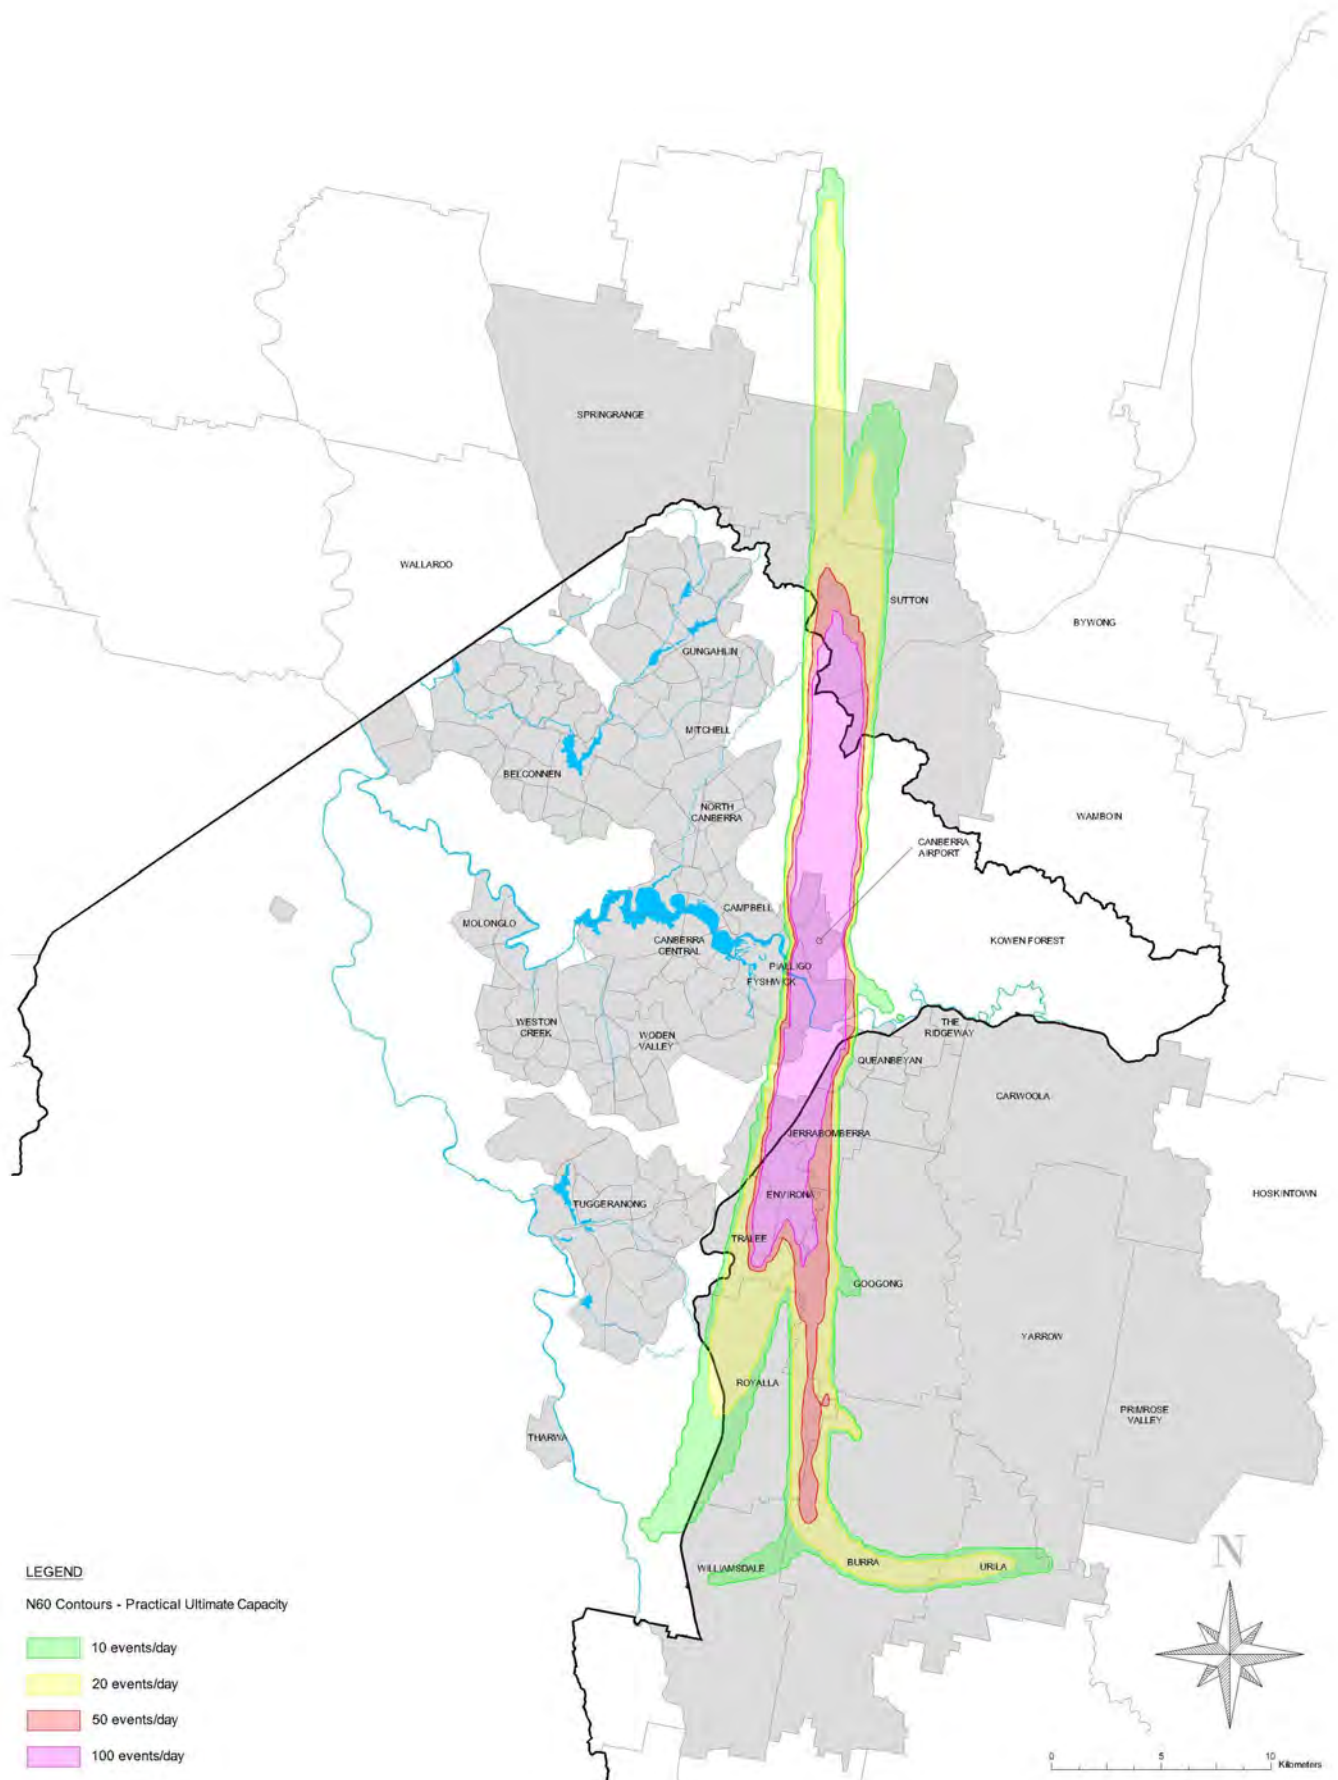 SPRINGRANGE
WALLAROO
SUTTON
BYWONG
GUNGAHLIN
MITCHELL
BELCONNEN
NORTH
CANBERRA
WAMBOIN
CANBERRA
AIRPORT
CAMPBELL
MOLONGLO
CANBERRA
CENTRAL
KOWEN FOREST
PIALLIGO
FYSHWICK
WESTON
CREEK
WODEN
VALLEY
THE
RIDGEWAY
QUEANBEYAN
CARWOOLA
JERRABOMBERRA
ENVIRONA
HOSKINTOWN
TUGGERANONG
TRALEE
GOOGONG
YARROW
ROYALLA
PRIMROSE
VALLEY
THARWA
N
WILLIAMSDALE
BURRA
URILA
LEGEND
N60 Contours - Practical Ultimate Capacity
10 events/day
20 events/day
50 events/day
100 events/day
0 5 10
Kilometers